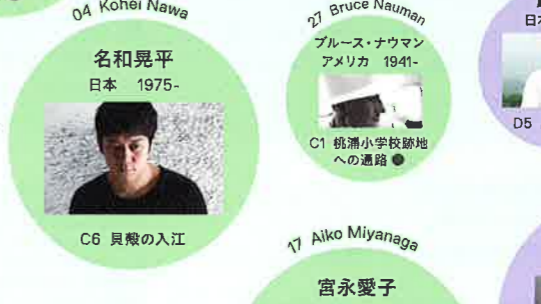 04 Kohei Nawa
名和晃平
日本 1975-
C6 貝殻の入江
27 Bruce Nauman
ブルース・ナウマン
アメリカ 1941-
C1 桃浦小学校跡地
への通路●
D5
17 Aiko Miyanaga
宮永愛子